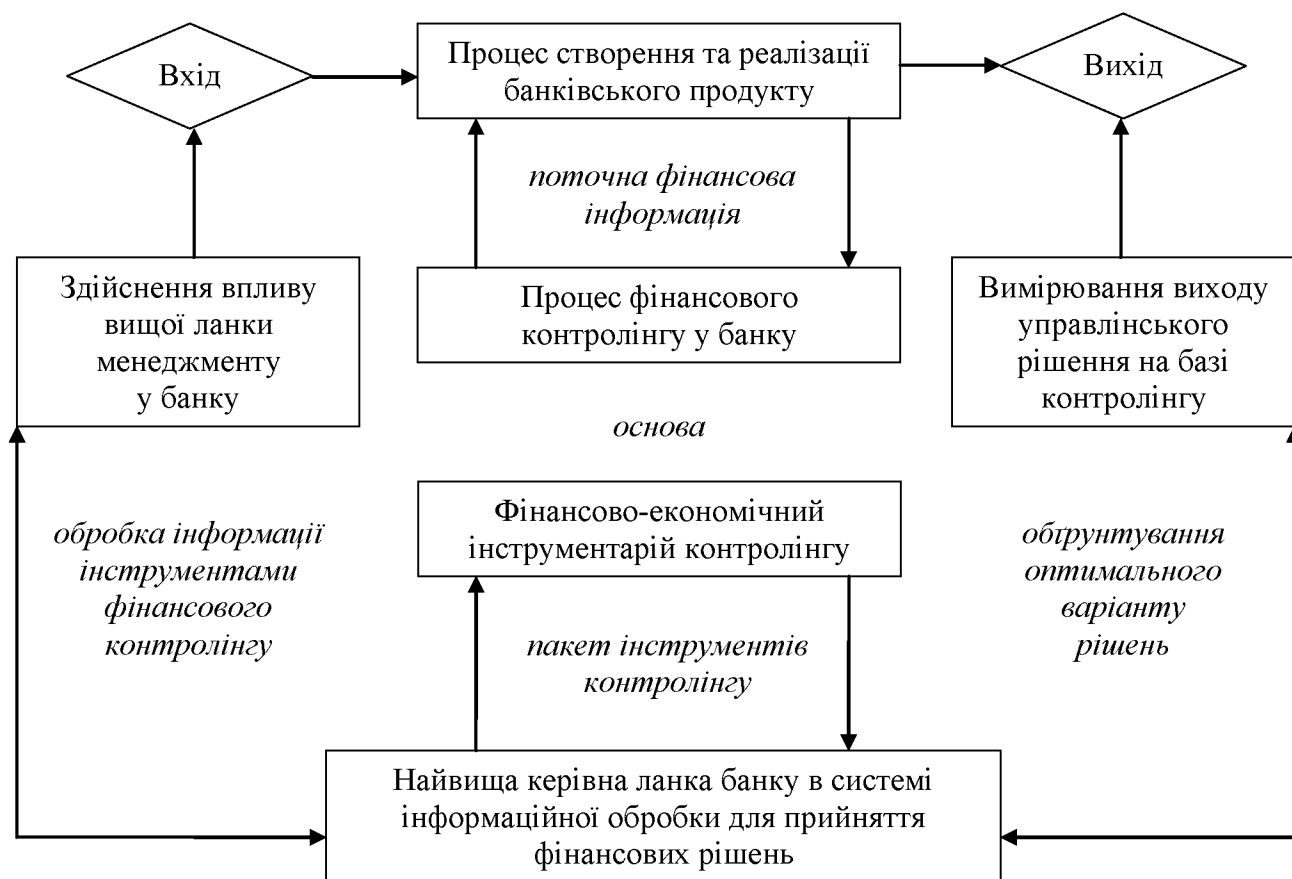 Вхід
Процес створення та реалізації
банківського продукту
Вихід
поточна фінансова
інформація
Здійснення впливу
вищої ланки
менеджменту
у банку
Процес фінансового
контролінгу у банку
Вимірювання виходу
управлінського
рішення на базі
контролінгу
основа
обробка інформації
інструментами
фінансового
контролінгу
Фінансово-економічний
інструментарій контролінгу
обґрунтування
оптимального
варіанту
рішень
пакет інструментів
контролінгу
Найвища керівна ланка банку в системі
інформаційної обробки для прийняття
фінансових рішень